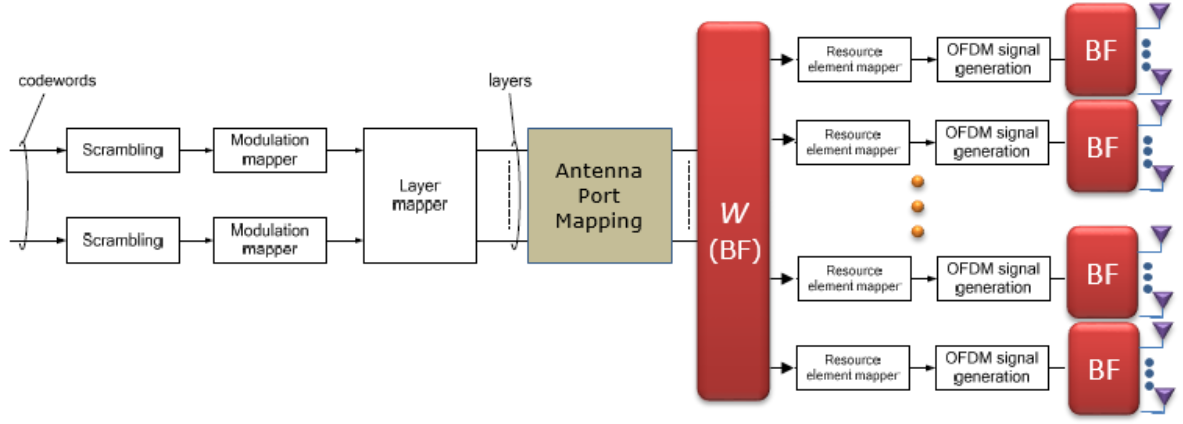 codewords
Scrambling
Modulation
mapper
Scrambling
Modulation
mapper
Layer
mapper
layers
Antenna
Port
Mapping
W
(BF)
Resource
element mapper
OFDM signal
generation
BF
Resource
element mapper
OFDM signal
generation
BF
Resource
element mapper
OFDM signal
generation
BF
Resource
element mapper
OFDM signal
generation
BF